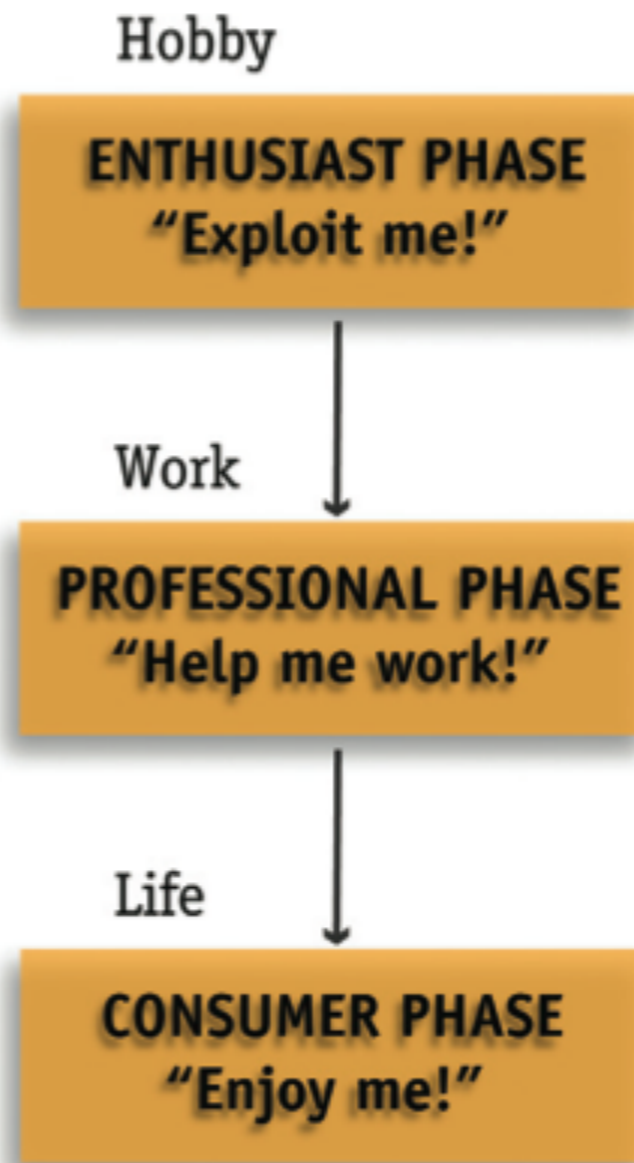 Hobby
ENTHUSIAST PHASE
“Exploit me!”
Work
PROFESSIONAL PHASE
“Help me work!”
Life
CONSUMER PHASE
“Enjoy me!”